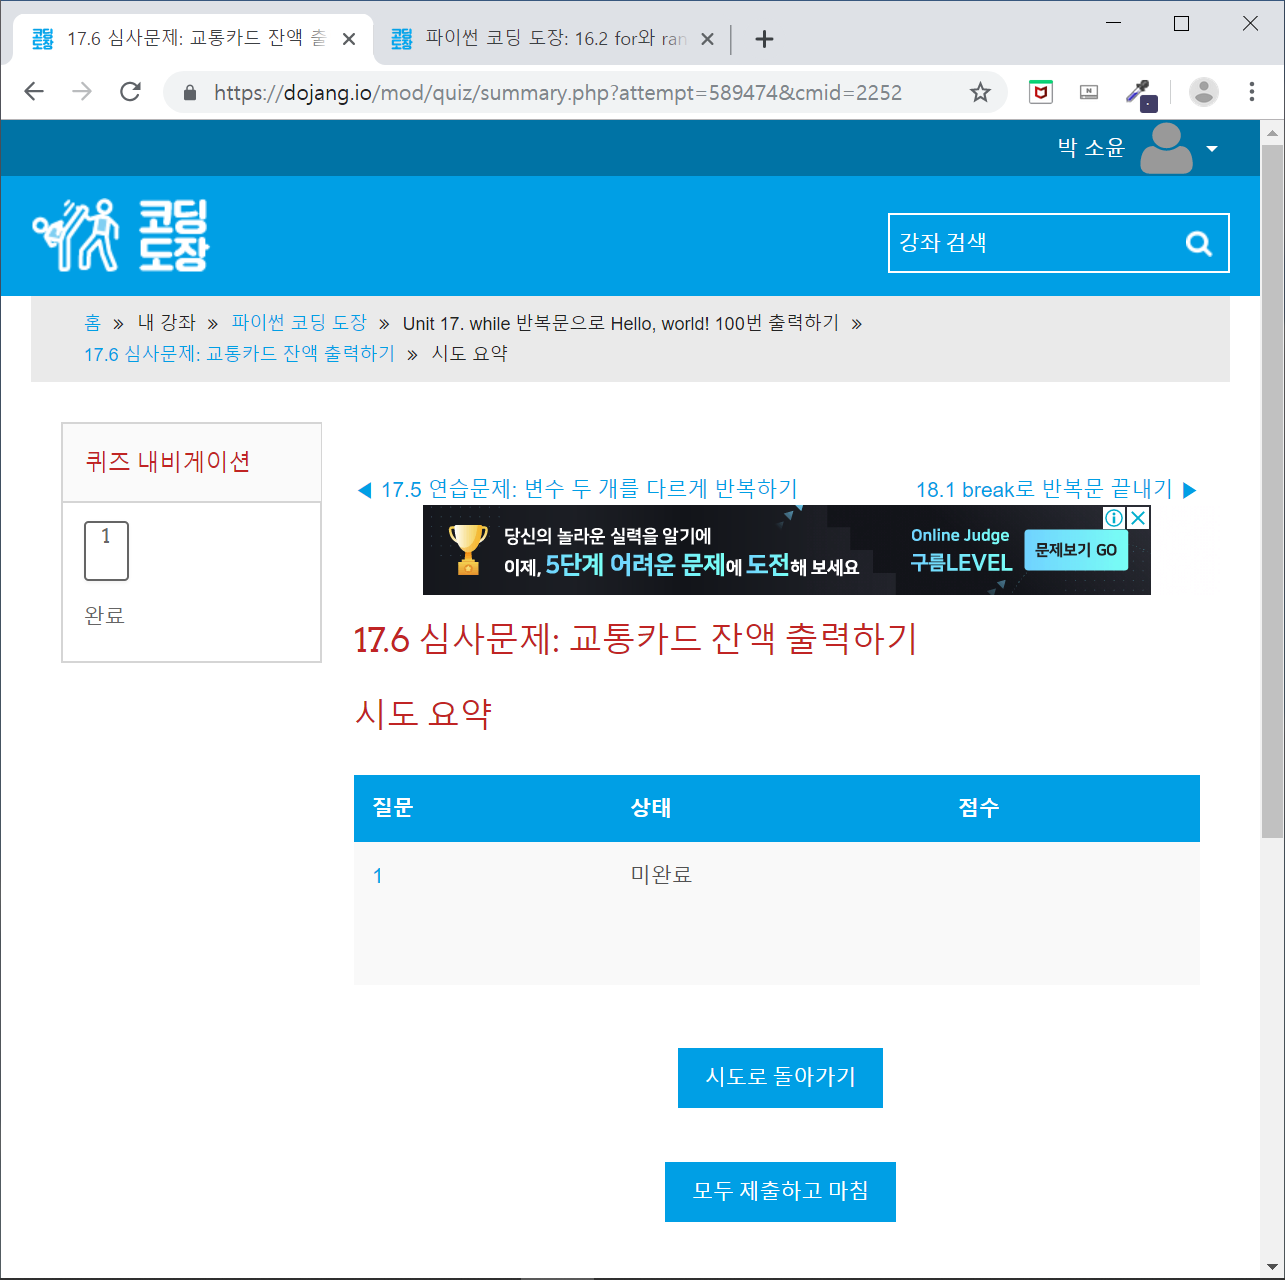 17.6 심사문제: 교통카드 잔액 출
파이썬 코딩 도장: 16.2 for와 ran
https://dojang.io/mod/quiz/summary.php?attempt=589474&cmid=2252
박 소윤
코딩
도장
강좌 검색
홈 » 내 강좌 » 파이썬 코딩 도장 » Unit 17. while 반복문으로 Hello, world! 100번 출력하기 »
17.6 심사문제: 교통카드 잔액 출력하기 » 시도 요약
퀴즈 내비게이션
1
완료
◀ 17.5 연습문제: 변수 두 개를 다르게 반복하기
18.1 break로 반복문 끝내기 ▶
당신의 놀라운 실력을 알기에
이제, 5단계 어려운 문제에 도전해 보세요
Online Judge
구름LEVEL
문제보기 GO
17.6 심사문제: 교통카드 잔액 출력하기
시도 요약
질문 상태 점수
1 미완료
시도로 돌아가기
모두 제출하고 마침